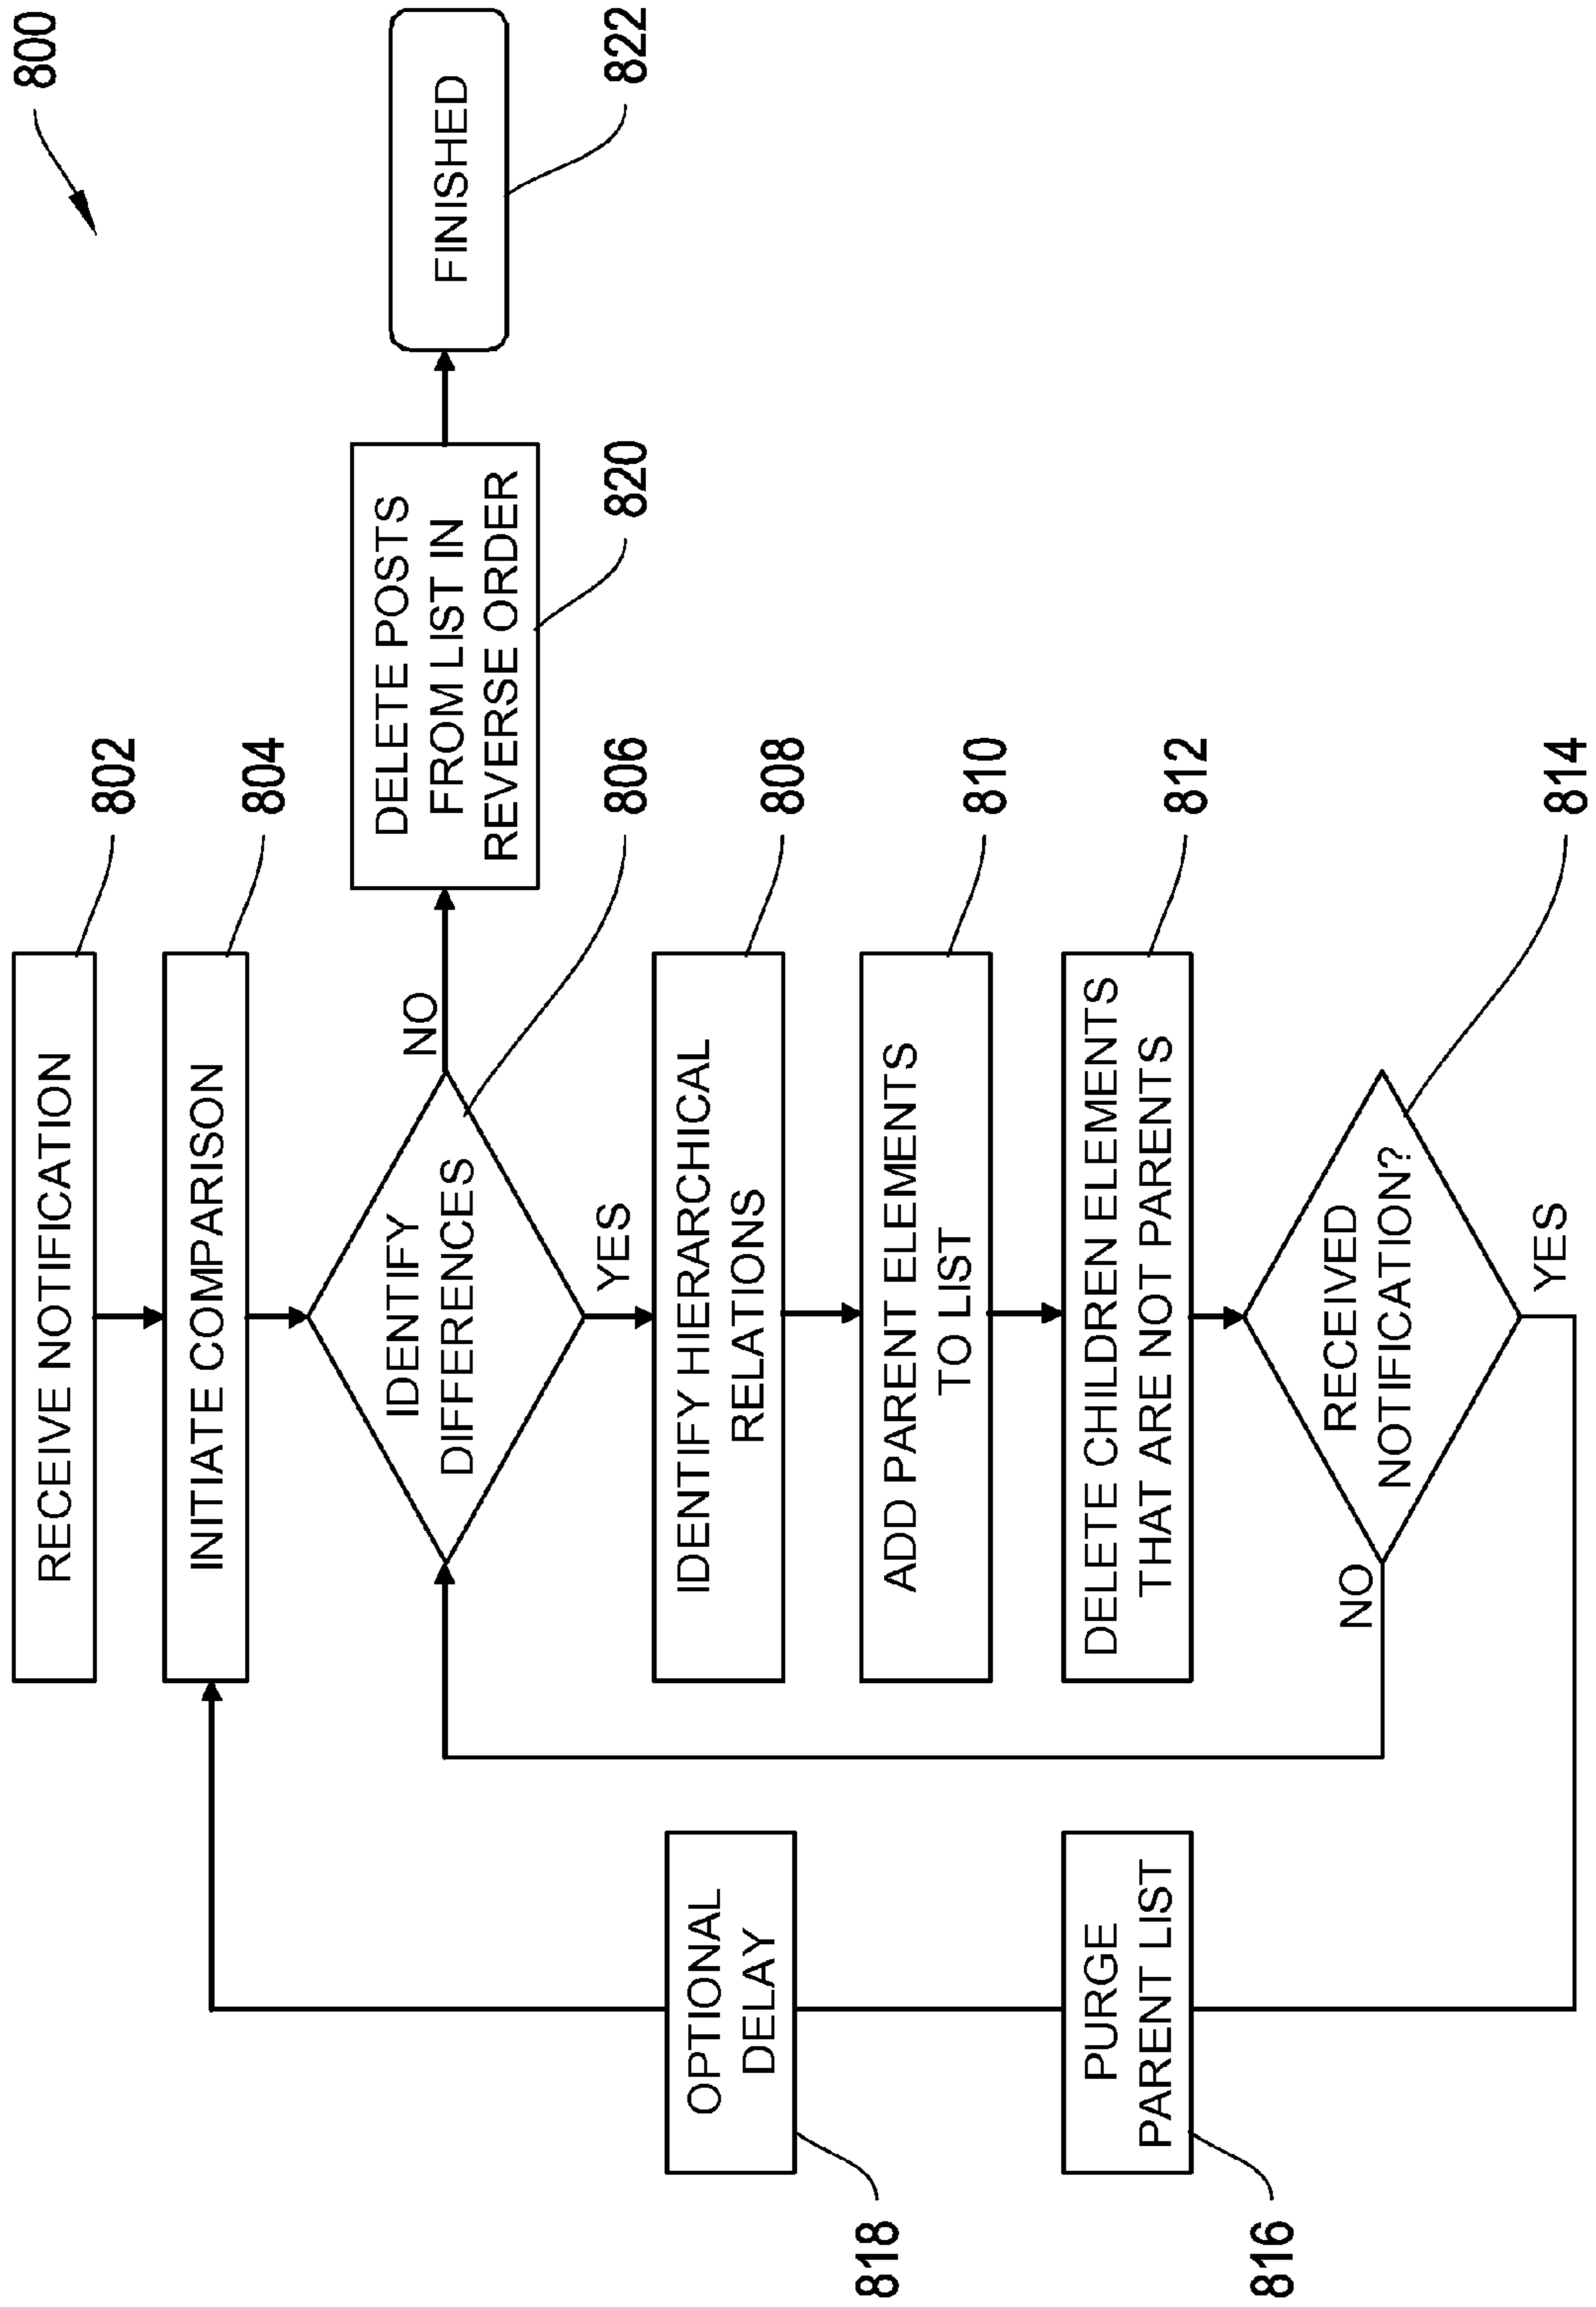 800
RECEIVE NOTIFICATION
802
INITIATE COMPARISON
804
IDENTIFY
DIFFERENCES
806
NO
DELETE POSTS
FROM LIST IN
REVERSE ORDER
820
FINISHED
822
YES
IDENTIFY HIERARCHICAL
RELATIONS
808
ADD PARENT ELEMENTS
TO LIST
810
DELETE CHILDREN ELEMENTS
THAT ARE NOT PARENTS
812
RECEIVED
NOTIFICATION?
814
NO
YES
OPTIONAL
DELAY
818
PURGE
PARENT LIST
816